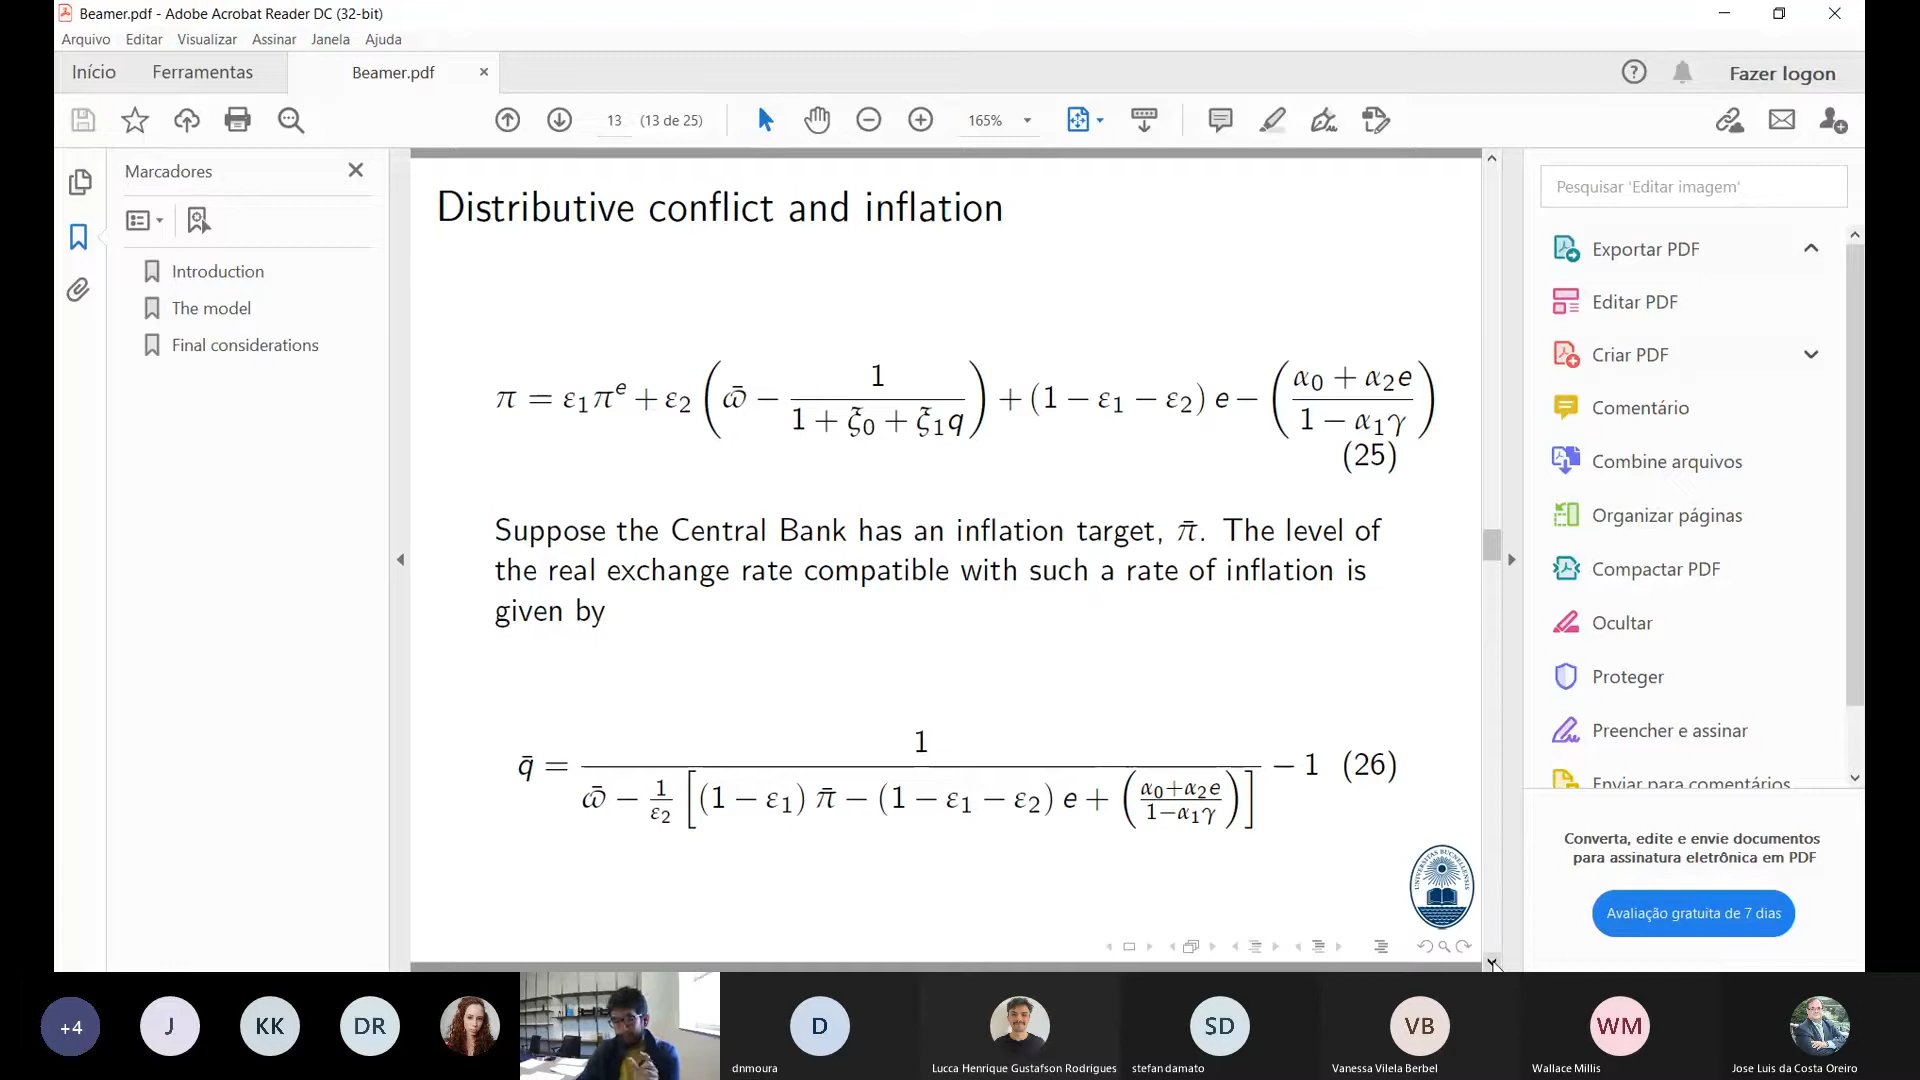 Beamer.pdf - Adobe Acrobat Reader DC (32-bit)
Arquivo Editar Visualizar Assinar Janela Ajuda
Início Ferramentas Beamer.pdf Fazer logon
13 (13 de 25) 165%
Marcadores
Introduction
The model
Final considerations
Distributive conflict and inflation
π = ε₁πᵉ + ε₂ (ϖ̄ − 1 / (1 + ξ₀ + ξ₁q)) + (1 − ε₁ − ε₂) e − ((α₀ + α₂e) / (1 − α₁γ))
(25)
Suppose the Central Bank has an inflation target, π̄. The level of
the real exchange rate compatible with such a rate of inflation is
given by
q̄ = 1 / (ϖ̄ − 1/ε₂ [(1 − ε₁) π̄ − (1 − ε₁ − ε₂) e + ((α₀+α₂e) / (1−α₁γ))]) − 1 (26)
Pesquisar 'Editar imagem'
Exportar PDF
Editar PDF
Criar PDF
Comentário
Combine arquivos
Organizar páginas
Compactar PDF
Ocultar
Proteger
Preencher e assinar
Enviar para comentários
Converta, edite e envie documentos
para assinatura eletrônica em PDF
Avaliação gratuita de 7 dias
+4 J KK DR D SD VB WM
dnmoura Lucca Henrique Gustafson Rodrigues stefan damato Vanessa Vilela Berbel Wallace Millis Jose Luis da Costa Oreiro